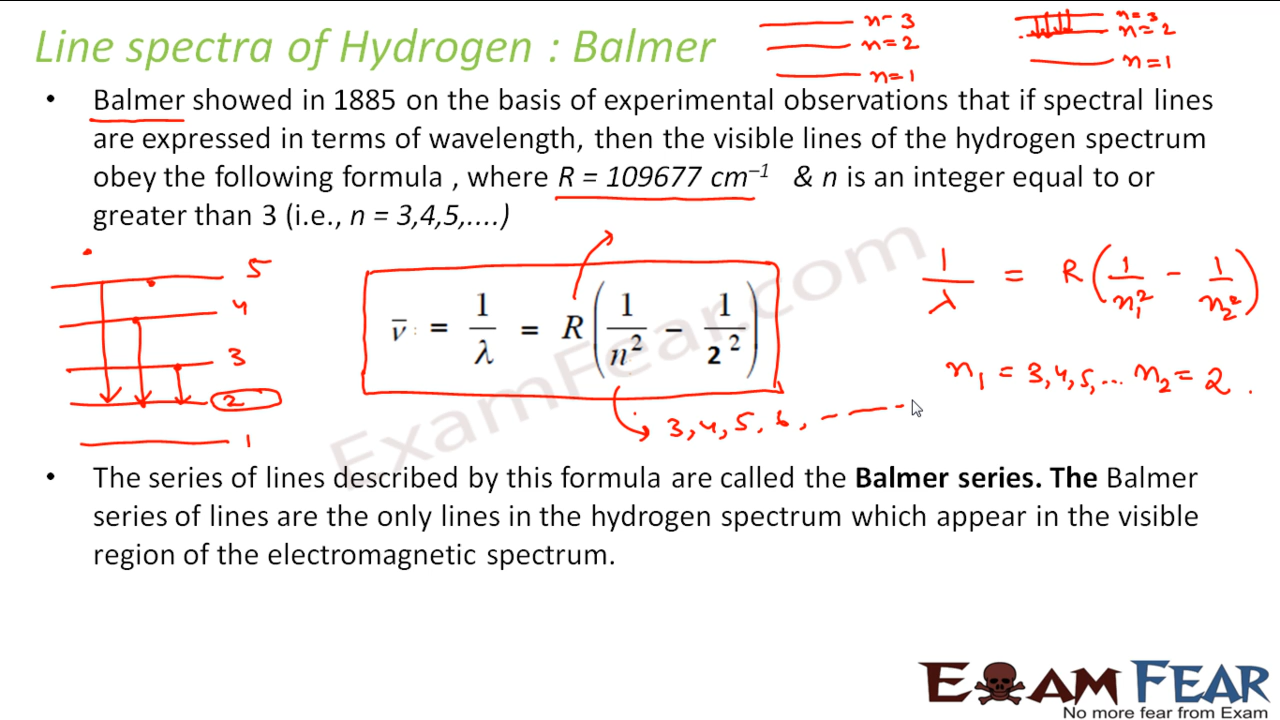 Line spectra of Hydrogen : Balmer
n= 3
n=2
n=1
n=3
n=2
n=1
• Balmer showed in 1885 on the basis of experimental observations that if spectral lines
are expressed in terms of wavelength, then the visible lines of the hydrogen spectrum
obey the following formula , where R = 109677 cm⁻¹ & n is an integer equal to or
greater than 3 (i.e., n = 3,4,5,....)
5
4
3
2
1
ν̅ = 1/λ = R(1/n² − 1/2²)
3, 4, 5, 6, - — - -
1/λ = R(1/n₁² − 1/n₂²)
n₁ = 3,4,5,... n₂ = 2 .
• The series of lines described by this formula are called the Balmer series. The Balmer
series of lines are the only lines in the hydrogen spectrum which appear in the visible
region of the electromagnetic spectrum.
ExamFear.com
EXAM FEAR
No more fear from Exam